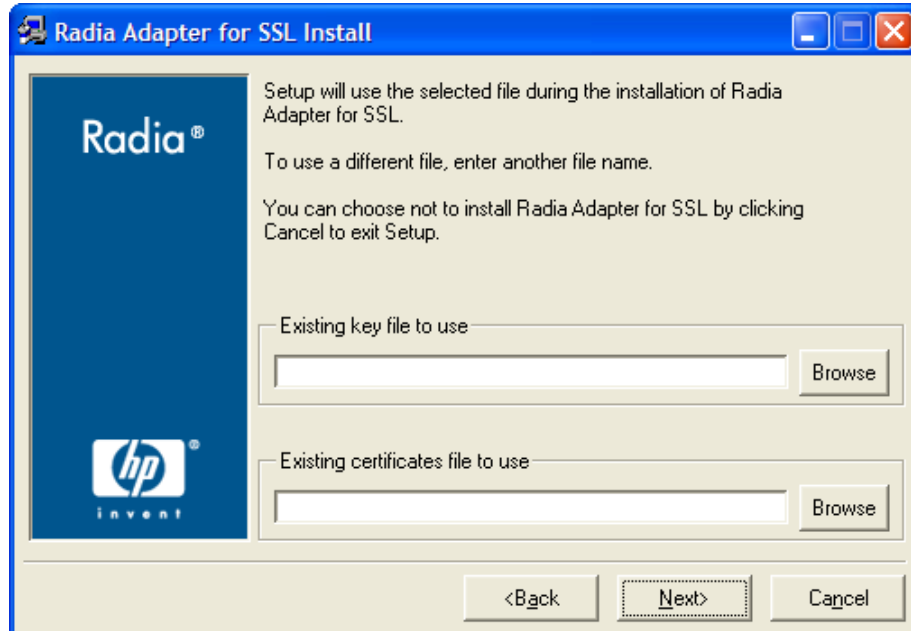 Radia Adapter for SSL Install
Radia®
Setup will use the selected file during the installation of Radia
Adapter for SSL.
To use a different file, enter another file name.
You can choose not to install Radia Adapter for SSL by clicking
Cancel to exit Setup.
Existing key file to use
Browse
Existing certificates file to use
Browse
hp®
invent
<Back
Next>
Cancel